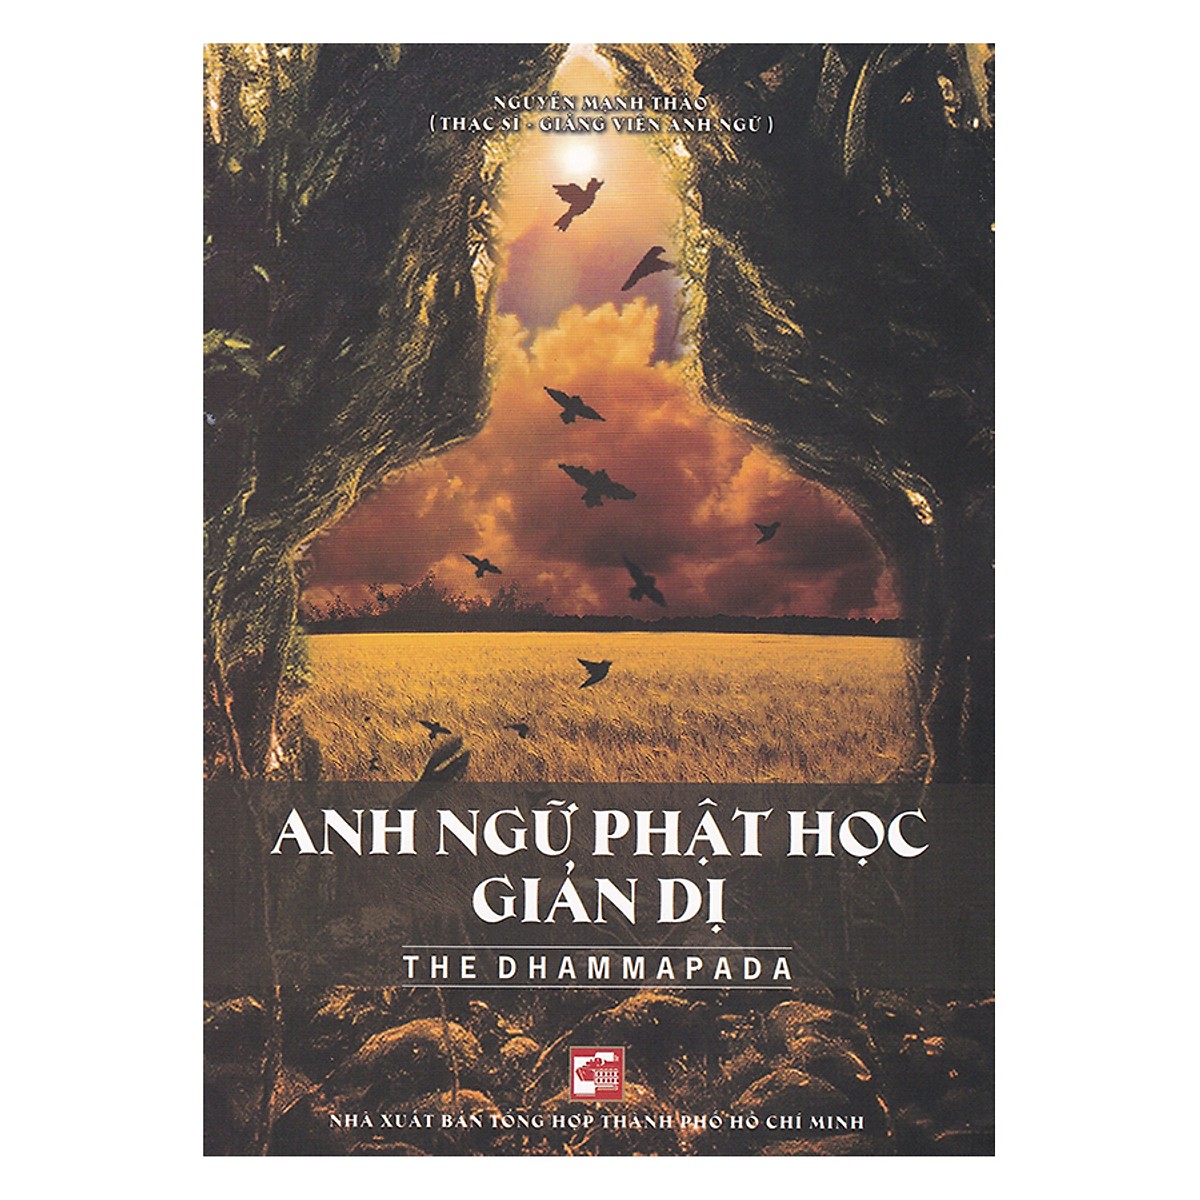 NGUYỄN MẠNH THẢO
( THẠC SĨ - GIẢNG VIÊN ANH NGỮ )
ANH NGỮ PHẬT HỌC
GIẢN DỊ
THE DHAMMAPADA
NHÀ XUẤT BẢN TỔNG HỢP THÀNH PHỐ HỒ CHÍ MINH